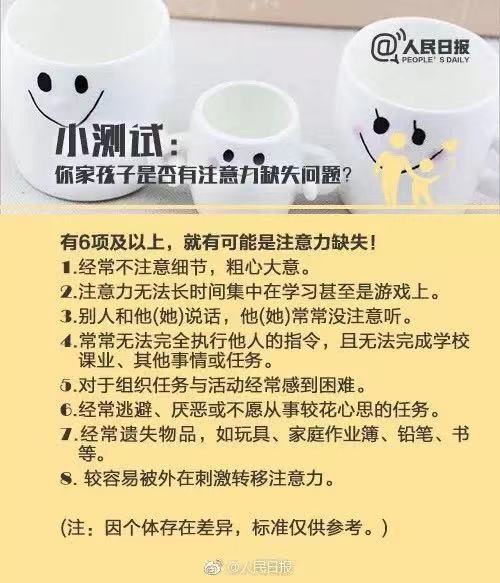 @人民日报
PEOPLE'S DAILY
小测试:
你家孩子是否有注意力缺失问题?
有6项及以上，就有可能是注意力缺失!
1.经常不注意细节，粗心大意。
2.注意力无法长时间集中在学习甚至是游戏上。
3.别人和他(她)说话，他(她)常常没注意听。
4.常常无法完全执行他人的指令，且无法完成学校
课业、其他事情或任务。
5.对于组织任务与活动经常感到困难。
6.经常逃避、厌恶或不愿从事较花心思的任务。
7.经常遗失物品，如玩具、家庭作业簿、铅笔、书
等。
8. 较容易被外在刺激转移注意力。
(注：因个体存在差异，标准仅供参考。)
@人民日报